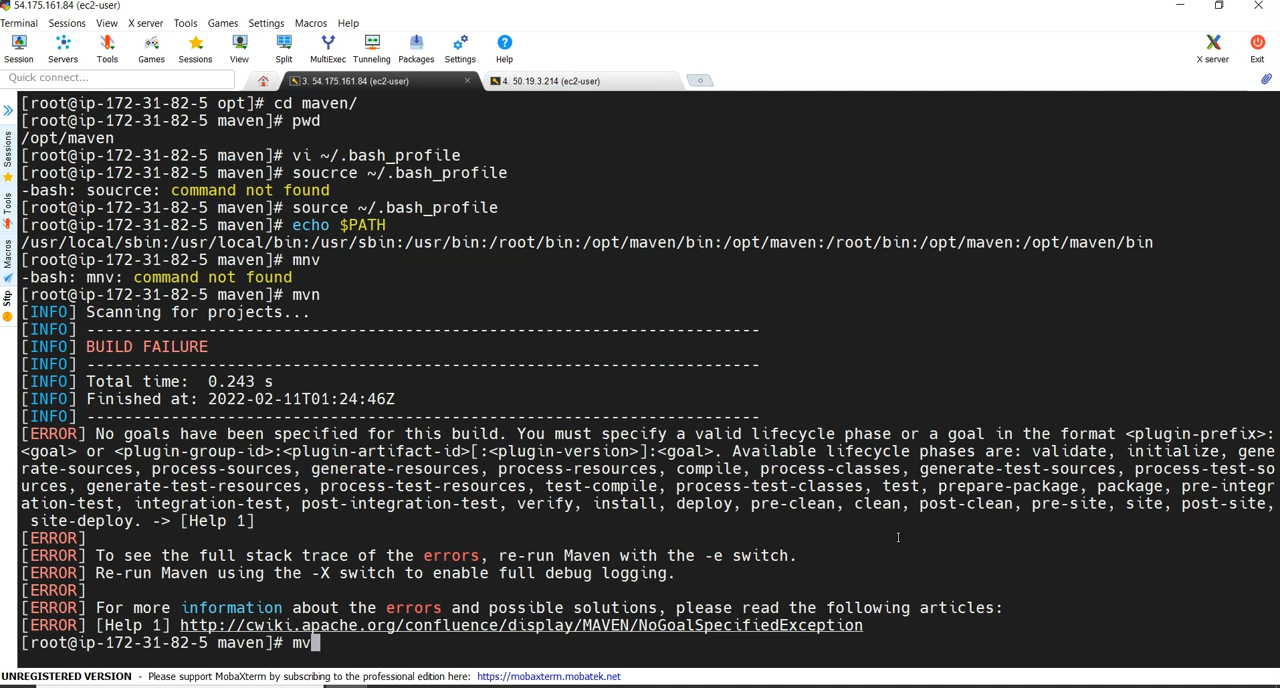 54.175.161.84 (ec2-user)
Terminal Sessions View X server Tools Games Settings Macros Help
Session Servers Tools Games Sessions View Split MultiExec Tunneling Packages Settings Help X server Exit
Quick connect...
3. 54.175.161.84 (ec2-user)
4. 50.19.3.214 (ec2-user)
Sessions
Tools
Macros
Sftp
[root@ip-172-31-82-5 opt]# cd maven/
[root@ip-172-31-82-5 maven]# pwd
/opt/maven
[root@ip-172-31-82-5 maven]# vi ~/.bash_profile
[root@ip-172-31-82-5 maven]# soucrce ~/.bash_profile
-bash: soucrce: command not found
[root@ip-172-31-82-5 maven]# source ~/.bash_profile
[root@ip-172-31-82-5 maven]# echo $PATH
/usr/local/sbin:/usr/local/bin:/usr/sbin:/usr/bin:/root/bin:/opt/maven/bin:/opt/maven:/root/bin:/opt/maven:/opt/maven/bin
[root@ip-172-31-82-5 maven]# mnv
-bash: mnv: command not found
[root@ip-172-31-82-5 maven]# mvn
[INFO] Scanning for projects...
[INFO] ------------------------------------------------------------------------
[INFO] BUILD FAILURE
[INFO] ------------------------------------------------------------------------
[INFO] Total time:  0.243 s
[INFO] Finished at: 2022-02-11T01:24:46Z
[INFO] ------------------------------------------------------------------------
[ERROR] No goals have been specified for this build. You must specify a valid lifecycle phase or a goal in the format <plugin-prefix>:
<goal> or <plugin-group-id>:<plugin-artifact-id>[:<plugin-version>]:<goal>. Available lifecycle phases are: validate, initialize, gene
rate-sources, process-sources, generate-resources, process-resources, compile, process-classes, generate-test-sources, process-test-so
urces, generate-test-resources, process-test-resources, test-compile, process-test-classes, test, prepare-package, package, pre-integr
ation-test, integration-test, post-integration-test, verify, install, deploy, pre-clean, clean, post-clean, pre-site, site, post-site,
site-deploy. -> [Help 1]
[ERROR]
[ERROR] To see the full stack trace of the errors, re-run Maven with the -e switch.
[ERROR] Re-run Maven using the -X switch to enable full debug logging.
[ERROR]
[ERROR] For more information about the errors and possible solutions, please read the following articles:
[ERROR] [Help 1] http://cwiki.apache.org/confluence/display/MAVEN/NoGoalSpecifiedException
[root@ip-172-31-82-5 maven]# mv
UNREGISTERED VERSION - Please support MobaXterm by subscribing to the professional edition here: https://mobaxterm.mobatek.net